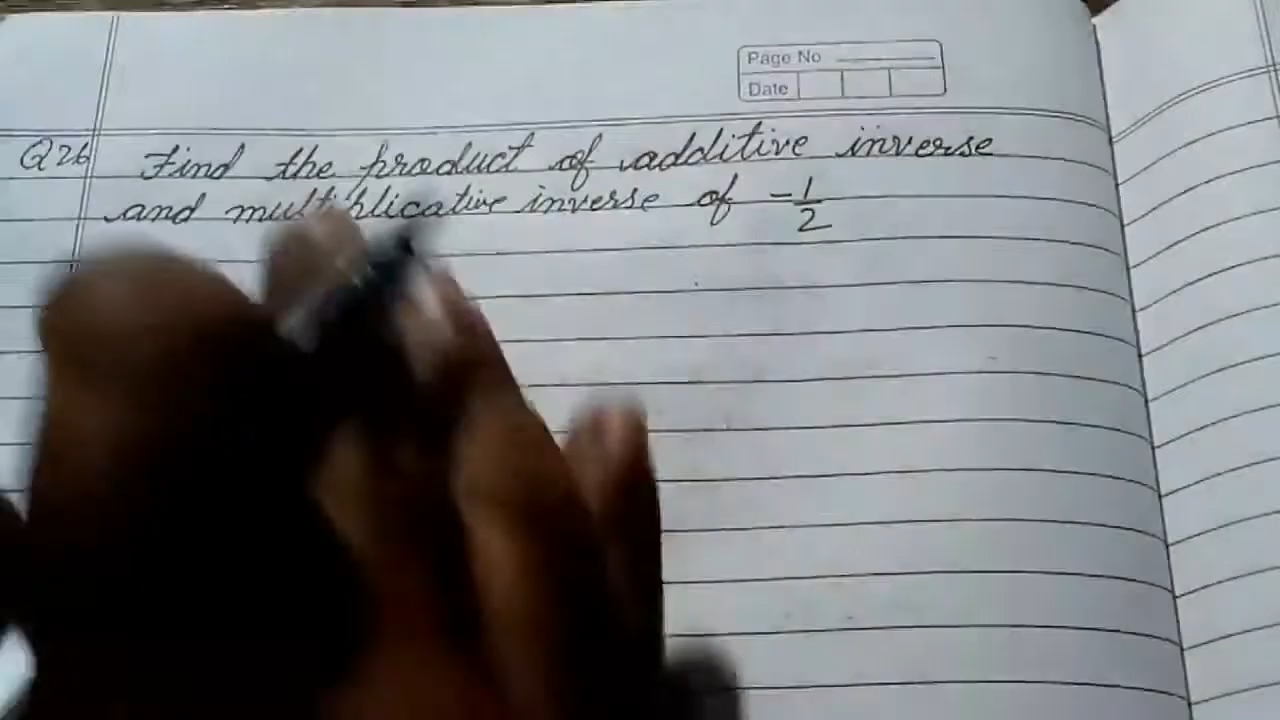 Page No
Date
Q26 Find the product of additive inverse
and multiplicative inverse of -1/2